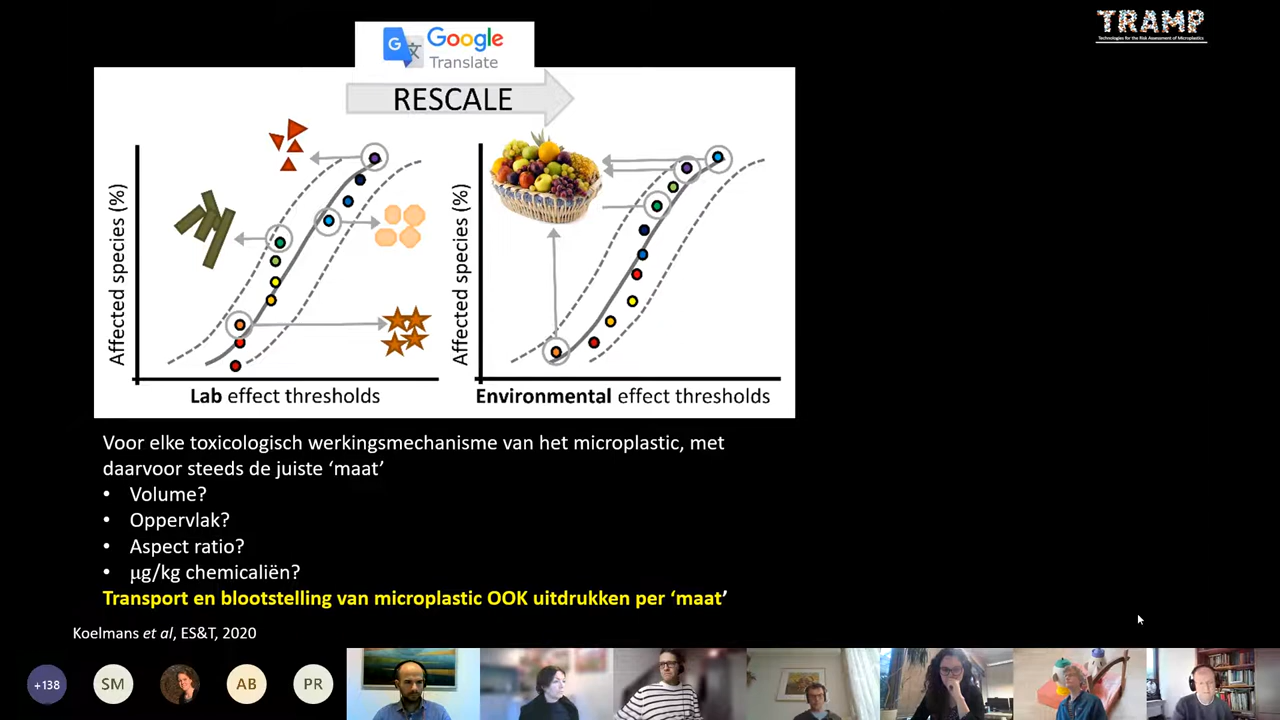 TRAMP
Technologies for the Risk Assessment of Microplastics
Google
Translate
RESCALE
Affected species (%)
Lab effect thresholds
Affected species (%)
Environmental effect thresholds
Voor elke toxicologisch werkingsmechanisme van het microplastic, met
daarvoor steeds de juiste ‘maat’
• Volume?
• Oppervlak?
• Aspect ratio?
• µg/kg chemicaliën?
Transport en blootstelling van microplastic OOK uitdrukken per ‘maat’
Koelmans et al, ES&T, 2020
+138
SM
AB
PR